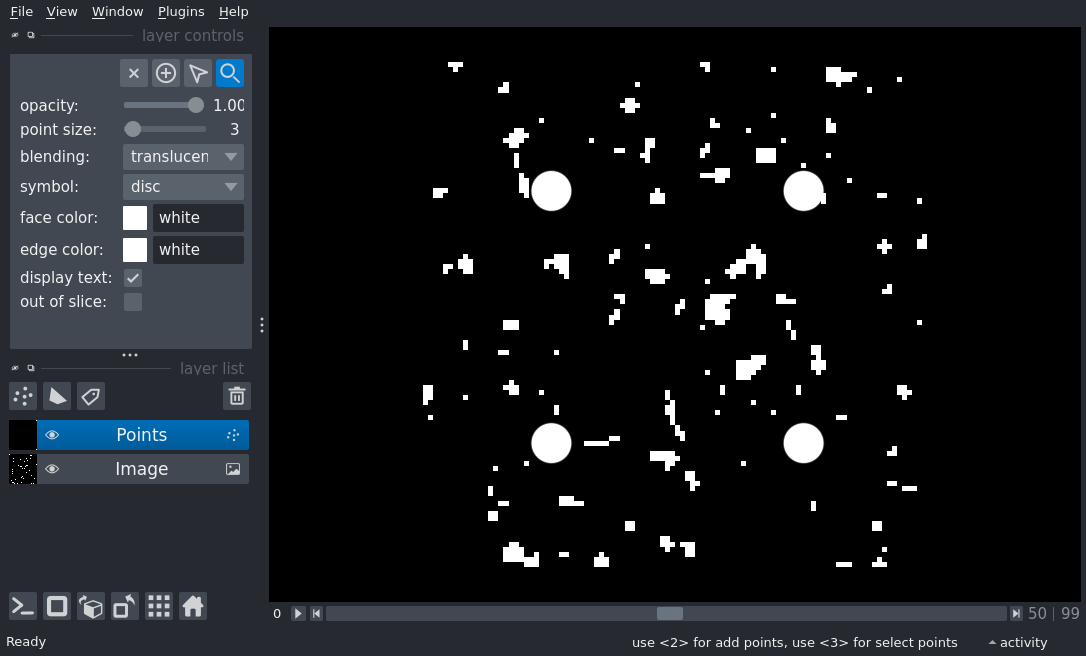 File View Window Plugins Help
layer controls
opacity: 1.00
point size: 3
blending: translucen
symbol: disc
face color: white
edge color: white
display text:
out of slice:
layer list
Points
Image
0 50 | 99
Ready use <2> for add points, use <3> for select points activity